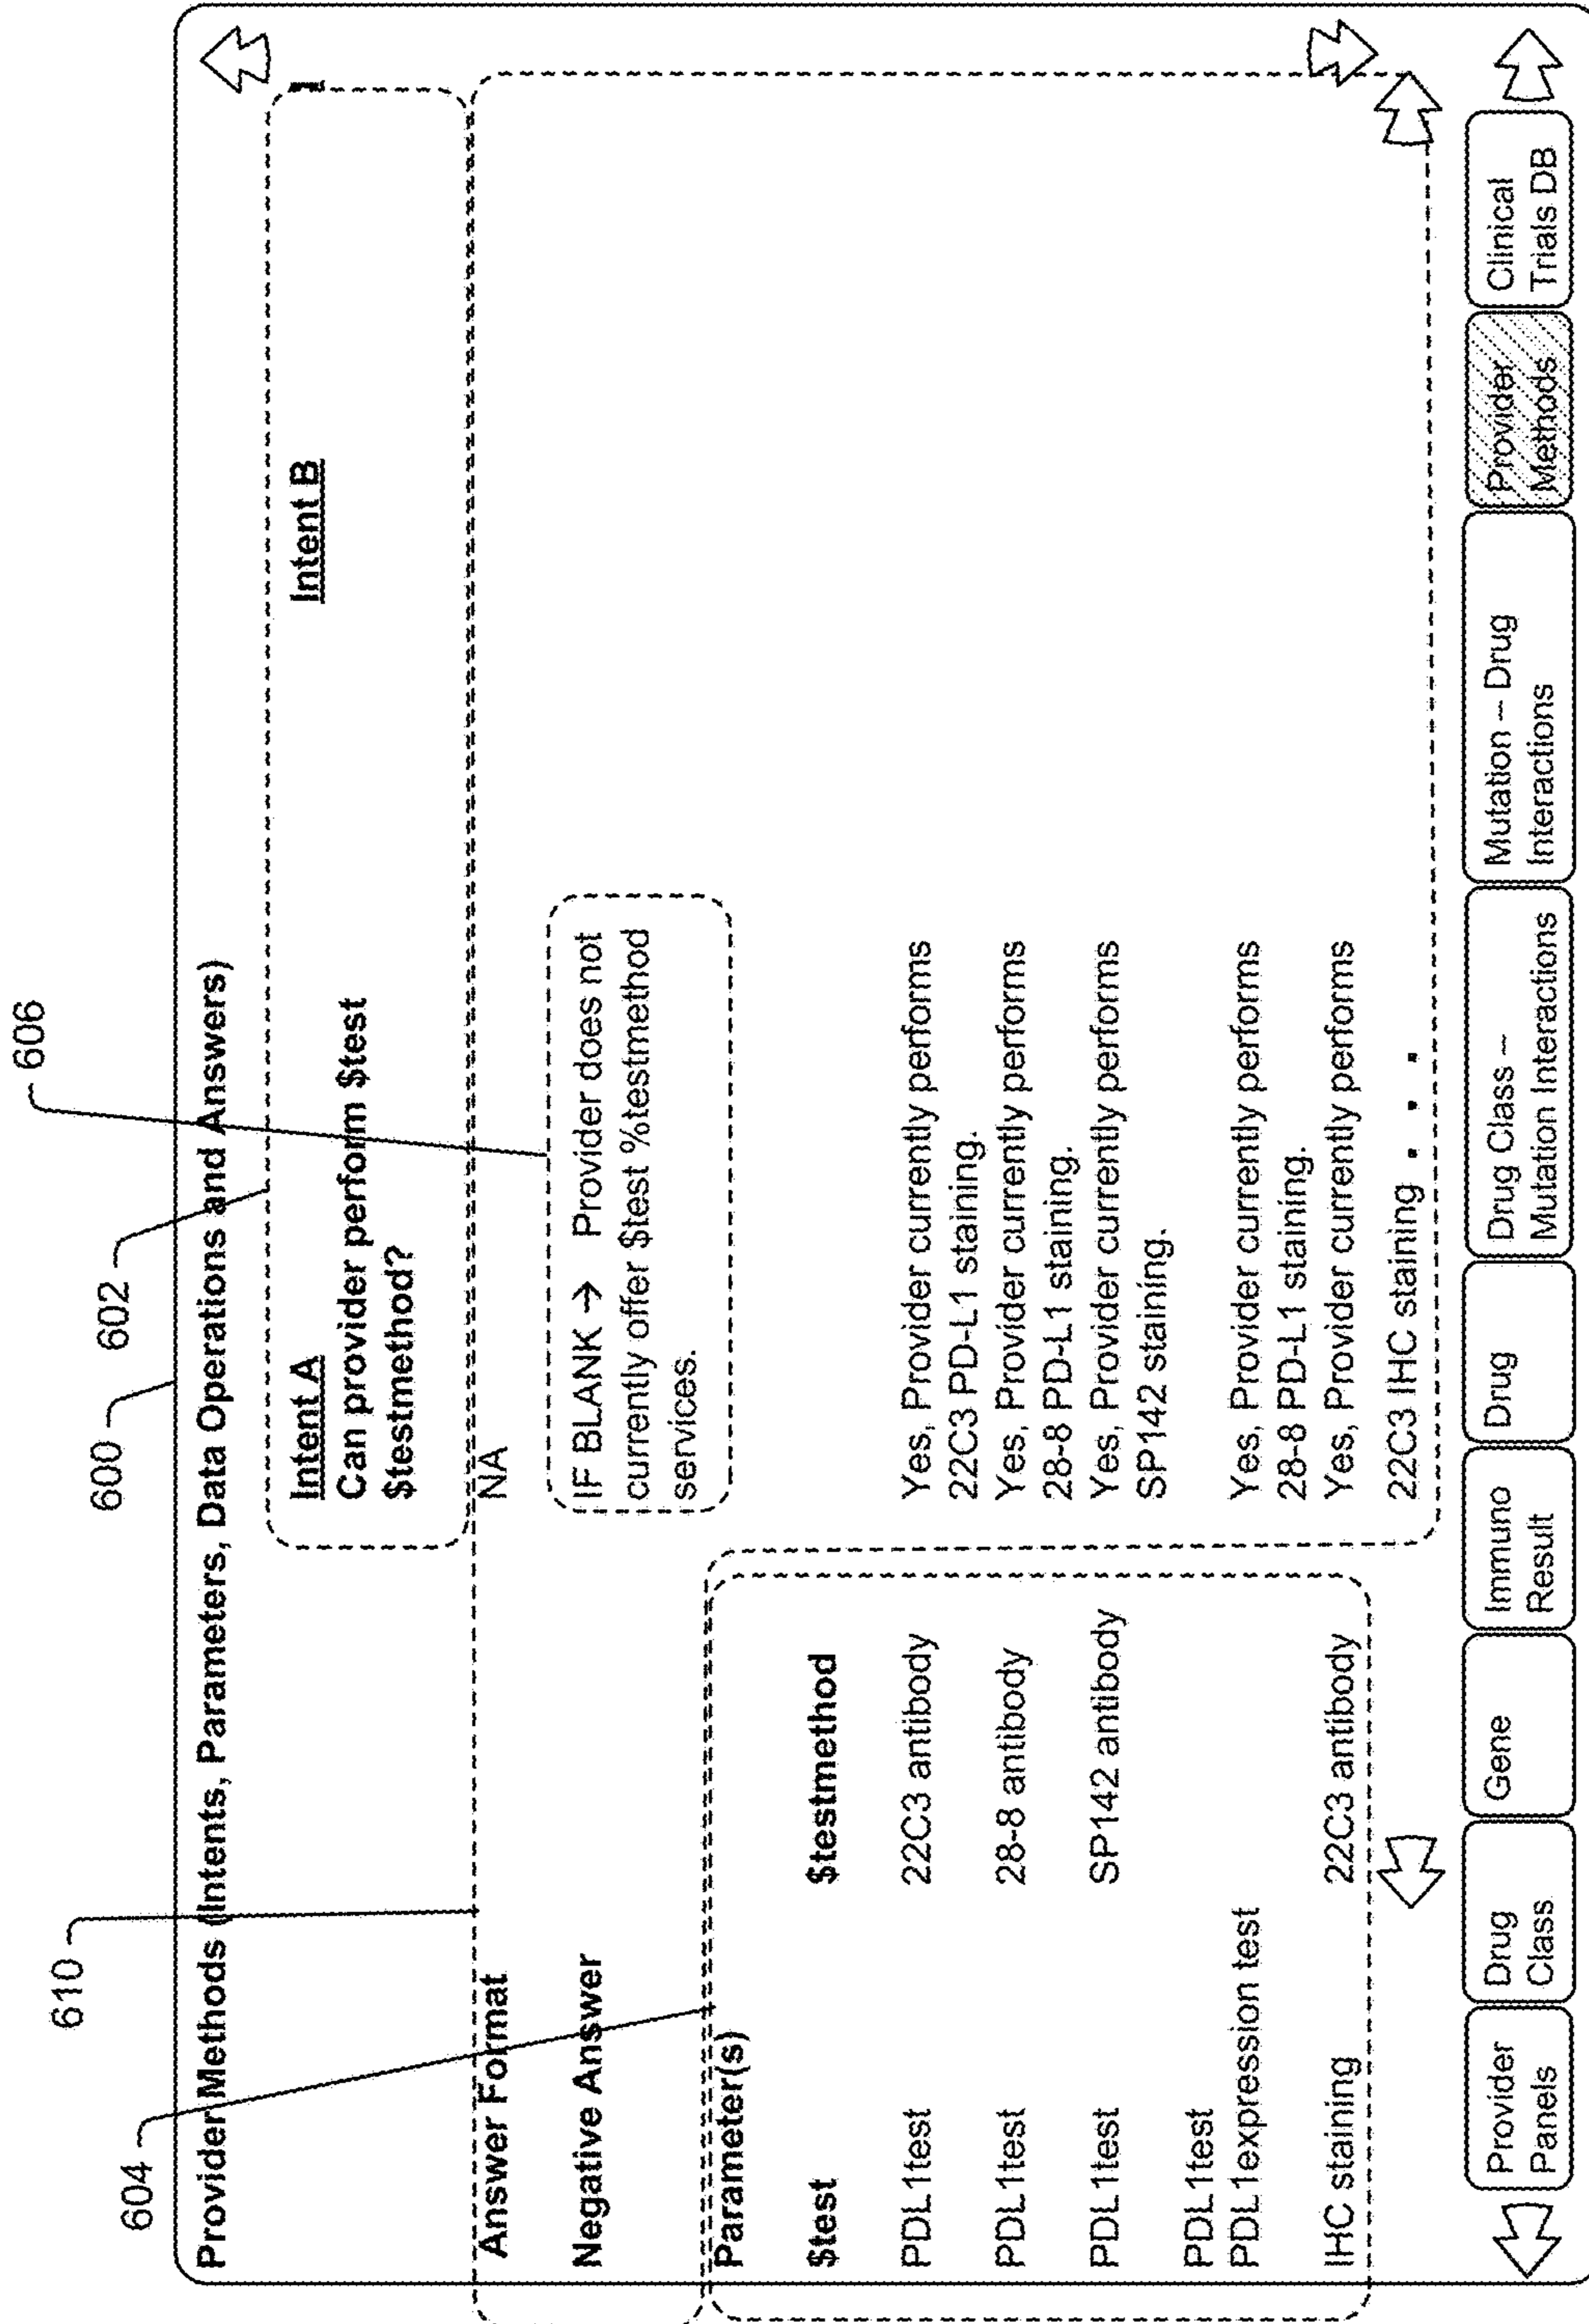 600
602
606
610
604
Provider Methods (Intents, Parameters, Data Operations and Answers)
Intent A
Can provider perform $test
$testmethod?
Intent B
Answer Format
NA
Negative Answer
IF BLANK → Provider does not
currently offer $test %testmethod
services.
Parameter(s)
$test $testmethod
PDL1test 22C3 antibody Yes, Provider currently performs
22C3 PD-L1 staining.
PDL1test 28-8 antibody Yes, Provider currently performs
28-8 PD-L1 staining.
PDL1test SP142 antibody Yes, Provider currently performs
SP142 staining.
PDL1test
PDL1expression test Yes, Provider currently performs
28-8 PD-L1 staining.
IHC staining 22C3 antibody Yes, Provider currently performs
22C3 IHC staining . . .
Provider
Panels
Drug
Class
Gene
Immuno
Result
Drug
Drug Class –
Mutation Interactions
Mutation – Drug
Interactions
Provider
Methods
Clinical
Trials DB